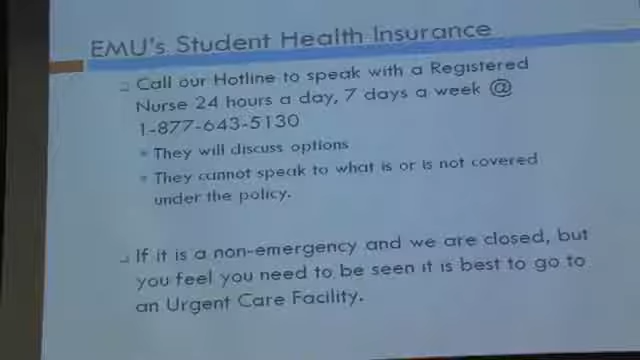 EMU's Student Health Insurance
Call our Hotline to speak with a Registered
Nurse 24 hours a day, 7 days a week @
1-877-643-5130
They will discuss options
They cannot speak to what is or is not covered
under the policy.
If it is a non-emergency and we are closed, but
you feel you need to be seen it is best to go to
an Urgent Care Facility.